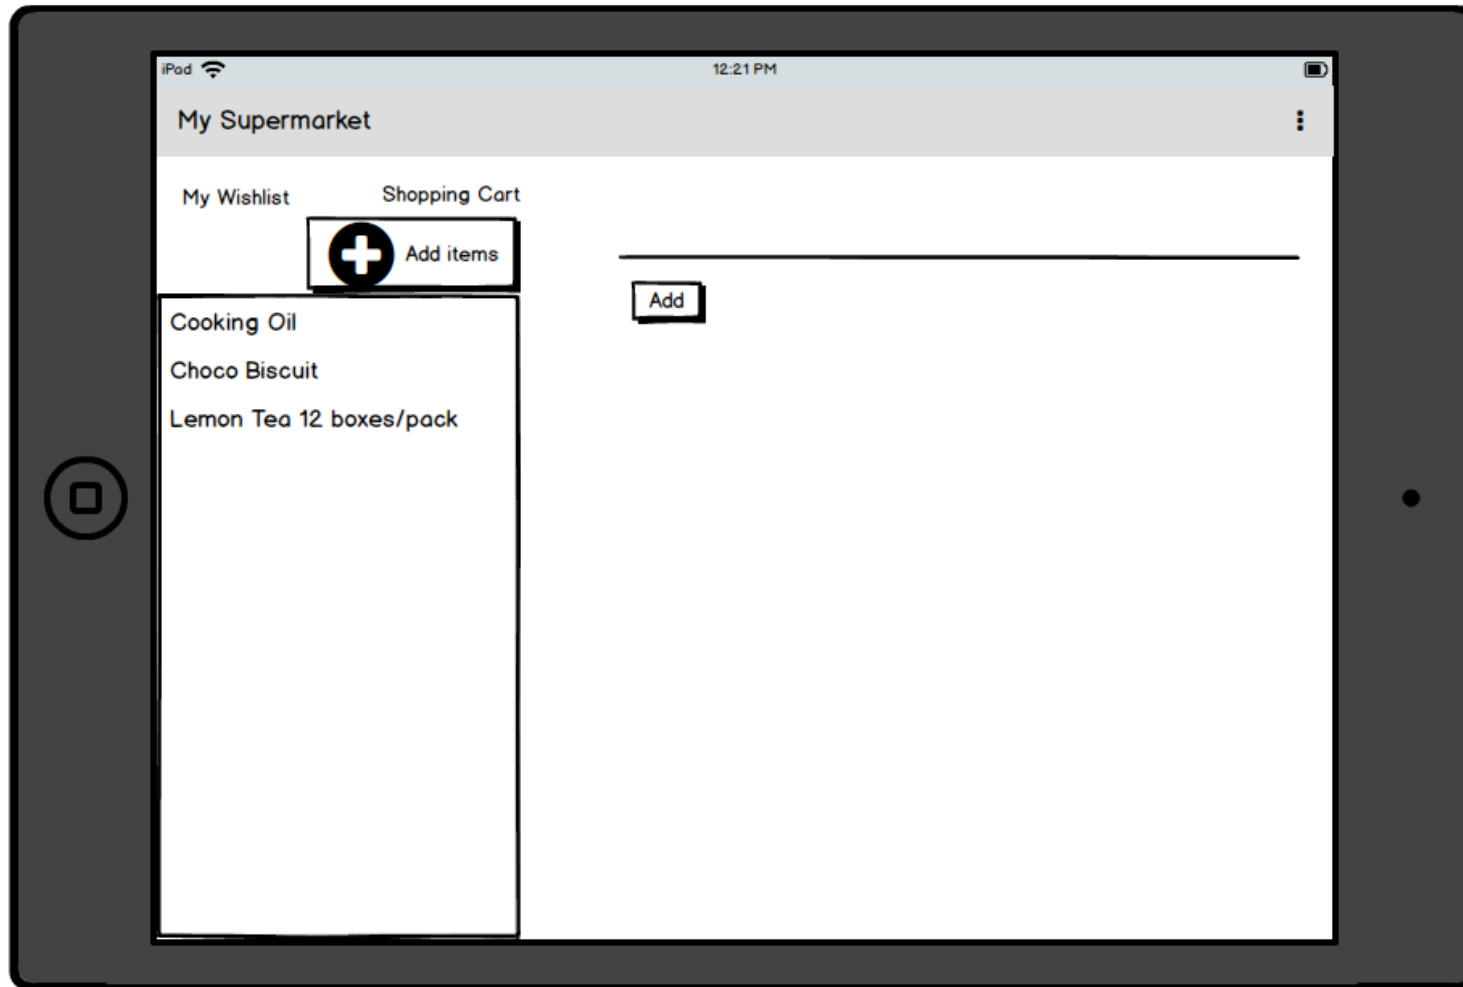 iPad
12:21 PM
My Supermarket
My Wishlist
Shopping Cart
Add items
Cooking Oil
Choco Biscuit
Lemon Tea 12 boxes/pack
Add